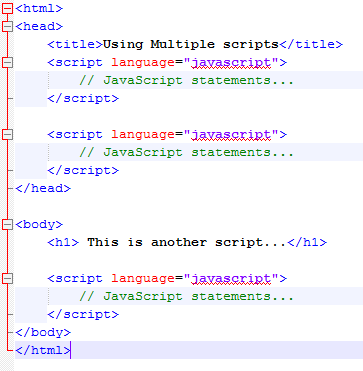 <html>
<head>
    <title>Using Multiple scripts</title>
    <script language="javascript">
        // JavaScript statements...
    </script>

    <script language="javascript">
        // JavaScript statements...
    </script>
</head>

<body>
    <h1> This is another script...</h1>

    <script language="javascript">
        // JavaScript statements...
    </script>
</body>
</html>